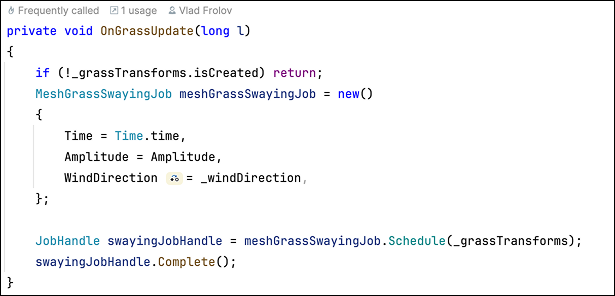 Frequently called 1 usage Vlad Frolov
private void OnGrassUpdate(long l)
{
    if (!_grassTransforms.isCreated) return;
    MeshGrassSwayingJob meshGrassSwayingJob = new()
    {
        Time = Time.time,
        Amplitude = Amplitude,
        WindDirection = _windDirection,
    };

    JobHandle swayingJobHandle = meshGrassSwayingJob.Schedule(_grassTransforms);
    swayingJobHandle.Complete();
}